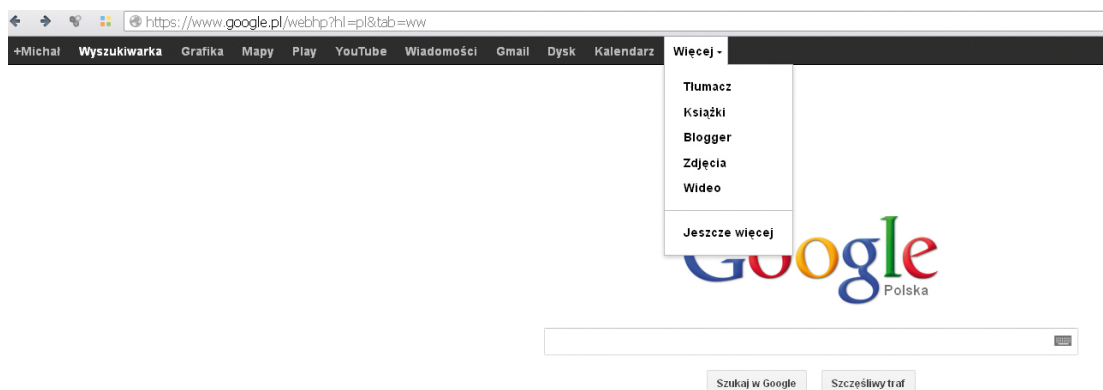 https://www.google.pl/webhp?hl=pl&tab=ww
+Michał Wyszukiwarka Grafika Mapy Play YouTube Wiadomości Gmail Dysk Kalendarz Więcej
Tłumacz
Książki
Blogger
Zdjęcia
Wideo
Jeszcze więcej
Google
Polska
Szukaj w Google Szczęśliwy traf